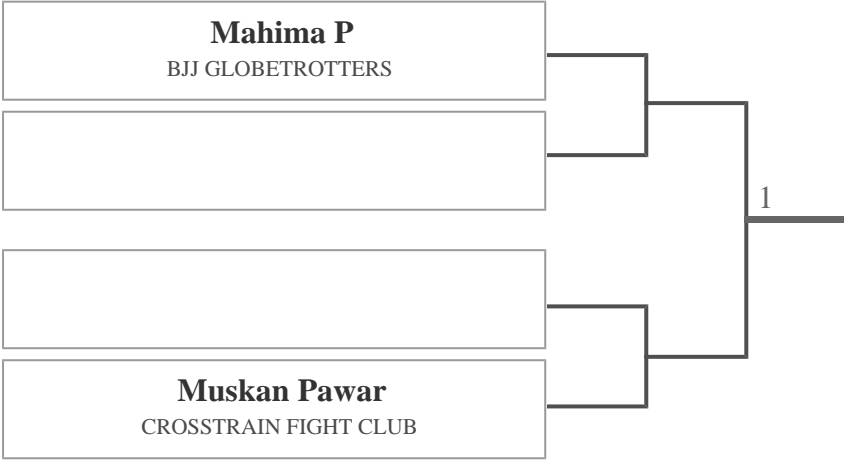 Mahima P
BJJ GLOBETROTTERS
1
Muskan Pawar
CROSSTRAIN FIGHT CLUB